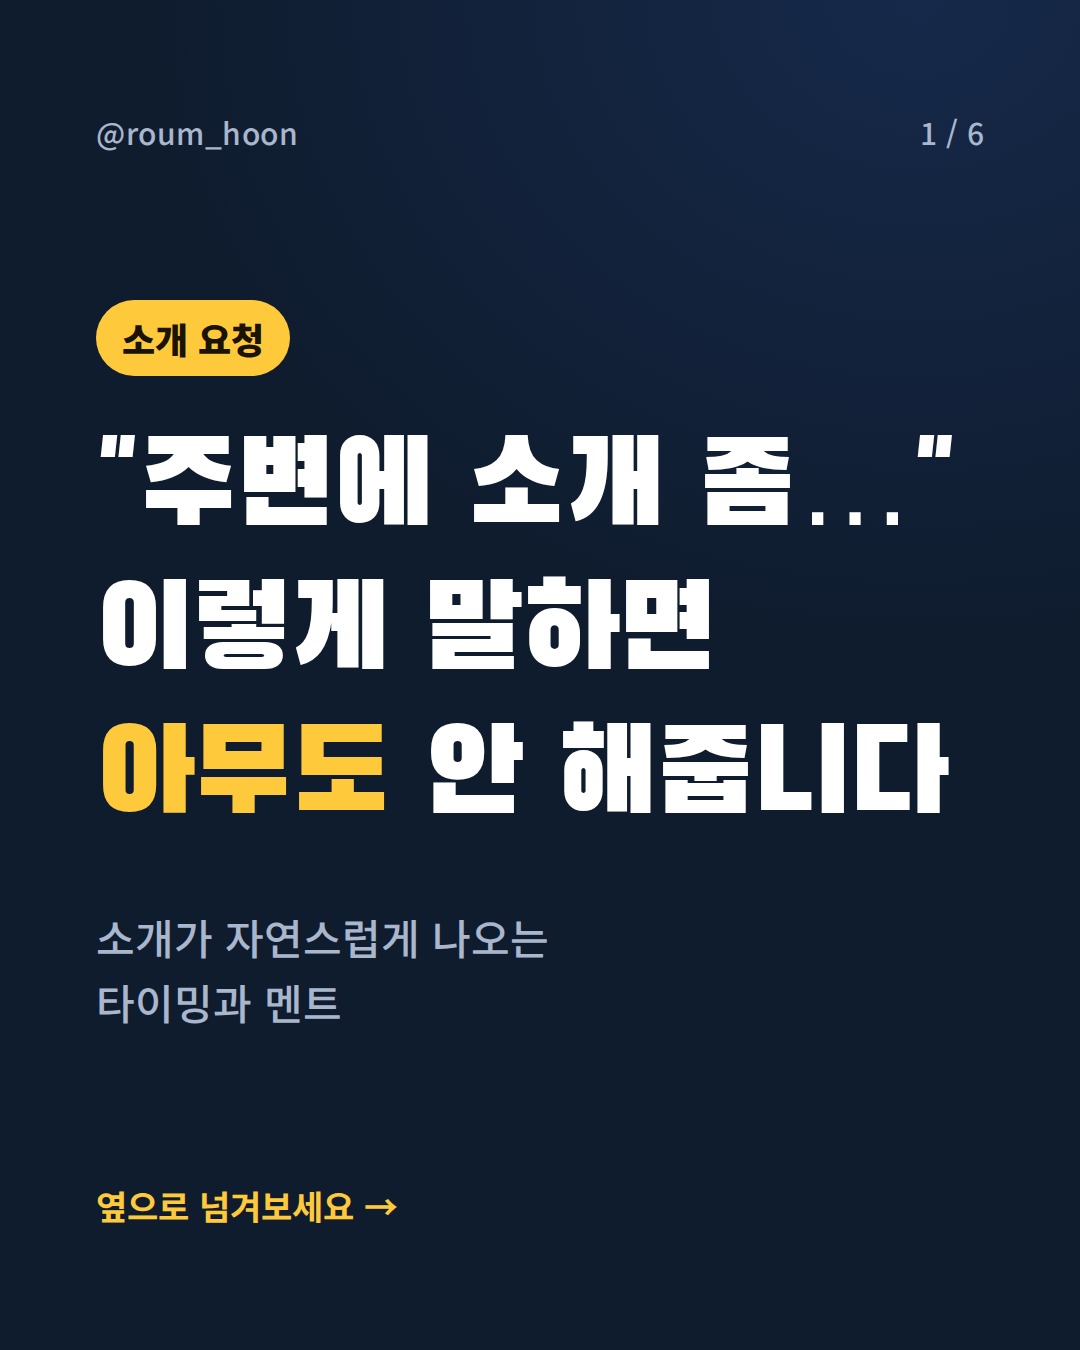 @roum_hoon
1 / 6
소개 요청
"주변에 소개 좀..."
이렇게 말하면
아무도 안 해줍니다
소개가 자연스럽게 나오는
타이밍과 멘트
옆으로 넘겨보세요 →